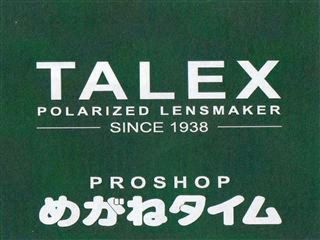 TALEX
POLARIZED LENSMAKER
SINCE 1938
PROSHOP
めがねタイム